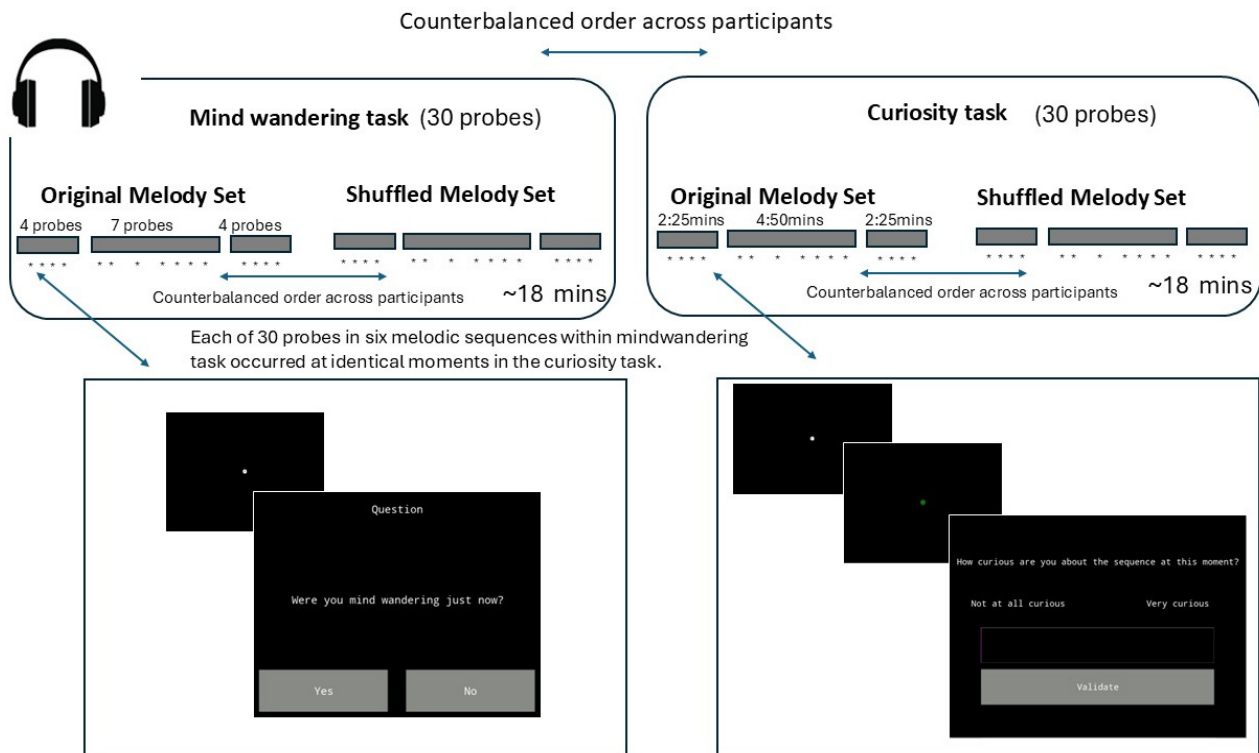 Counterbalanced order across participants
Mind wandering task (30 probes)
Original Melody Set
Shuffled Melody Set
4 probes
7 probes
4 probes
* * * *
* * * * * * *
* * * *
* * * *
* * * * * * *
* * * *
Counterbalanced order across participants
~18 mins
Curiosity task (30 probes)
Original Melody Set
Shuffled Melody Set
2:25mins
4:50mins
2:25mins
* * * *
* * * * * * *
* * * *
* * * *
* * * * * * *
* * * *
Counterbalanced order across participants
~18 mins
Each of 30 probes in six melodic sequences within mindwandering
task occurred at identical moments in the curiosity task.
Question
Were you mind wandering just now?
Yes
No
How curious are you about the sequence at this moment?
Not at all curious
Very curious
Validate